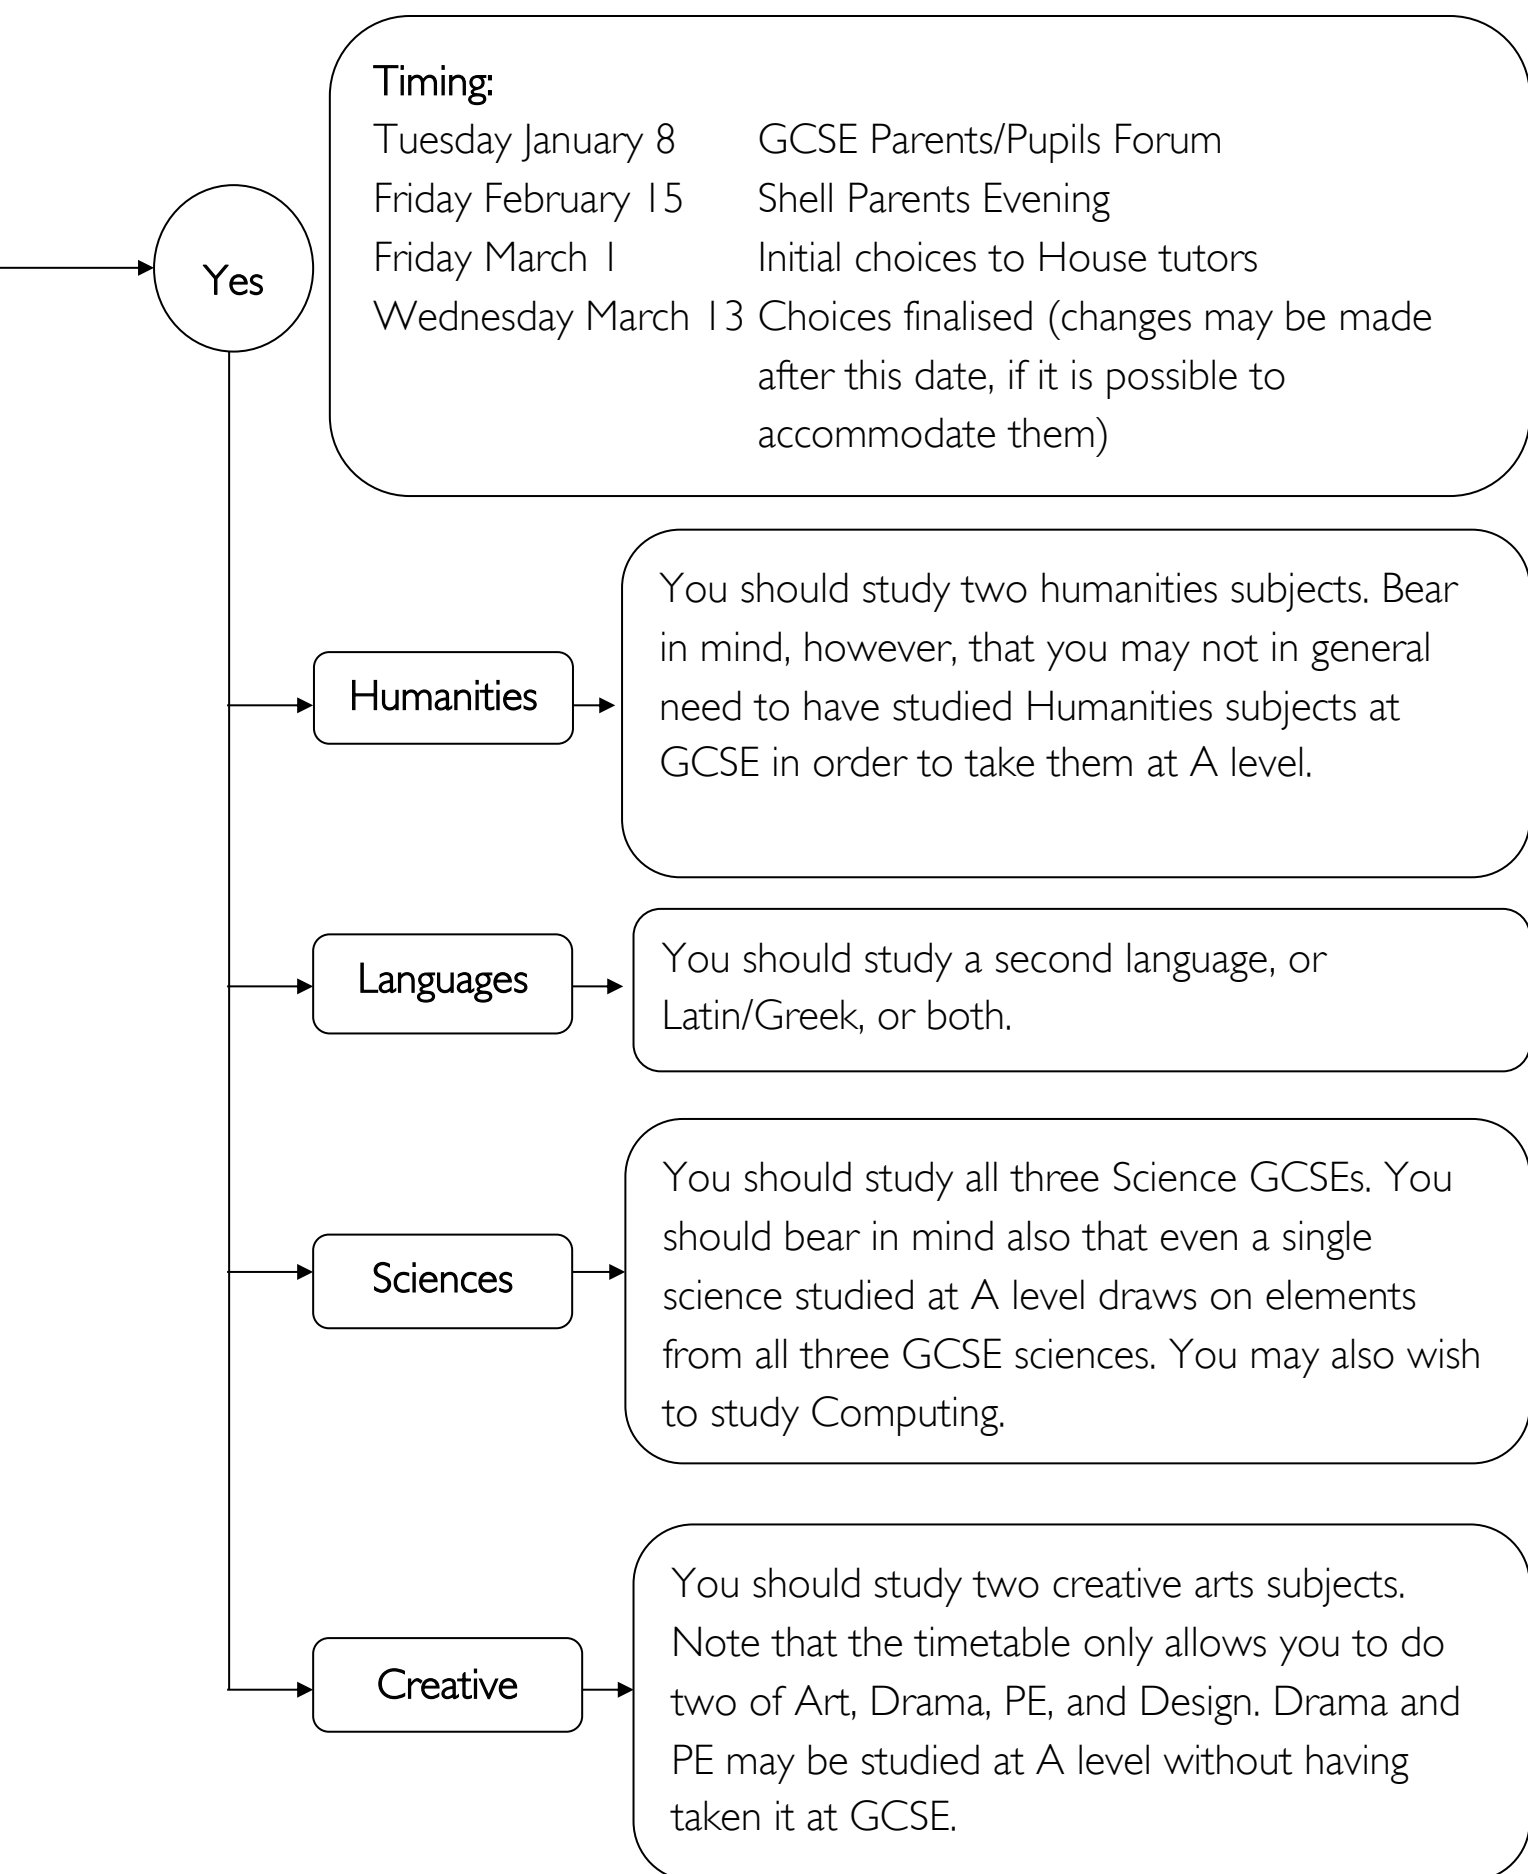 Timing:
Tuesday January 8 GCSE Parents/Pupils Forum
Friday February 15 Shell Parents Evening
Friday March 1 Initial choices to House tutors
Wednesday March 13 Choices finalised (changes may be made
after this date, if it is possible to
accommodate them)
Yes
Humanities
You should study two humanities subjects. Bear
in mind, however, that you may not in general
need to have studied Humanities subjects at
GCSE in order to take them at A level.
Languages
You should study a second language, or
Latin/Greek, or both.
Sciences
You should study all three Science GCSEs. You
should bear in mind also that even a single
science studied at A level draws on elements
from all three GCSE sciences. You may also wish
to study Computing.
Creative
You should study two creative arts subjects.
Note that the timetable only allows you to do
two of Art, Drama, PE, and Design. Drama and
PE may be studied at A level without having
taken it at GCSE.